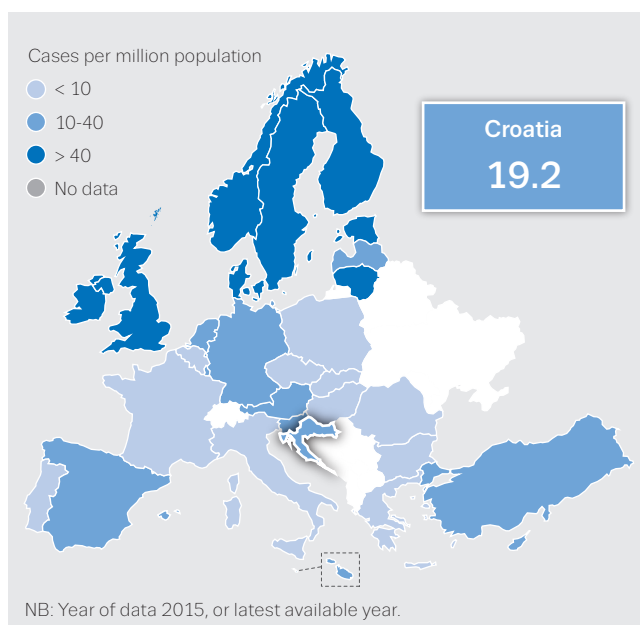 Cases per million population
< 10
10-40
> 40
No data
Croatia
19.2
NB: Year of data 2015, or latest available year.